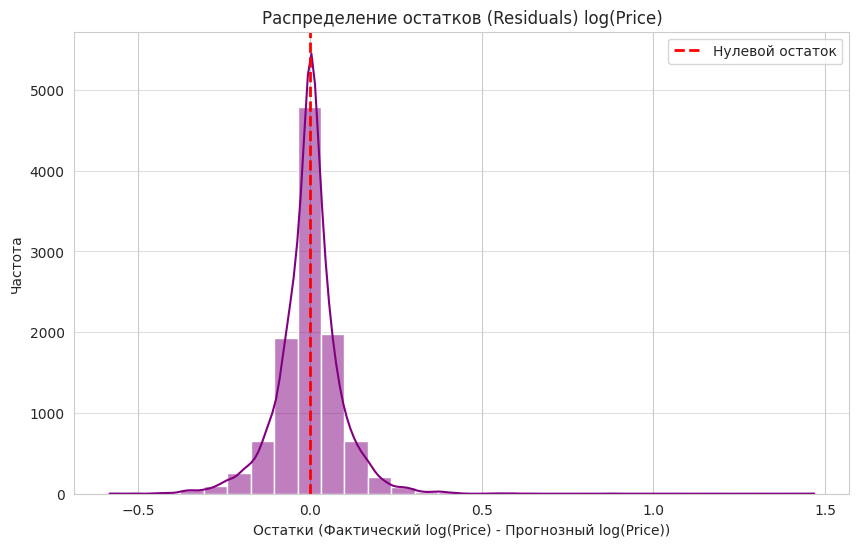 Распределение остатков (Residuals) log(Price)
Нулевой остаток
Частота
5000
4000
3000
2000
1000
0
−0.5
0.0
0.5
1.0
1.5
Остатки (Фактический log(Price) - Прогнозный log(Price))